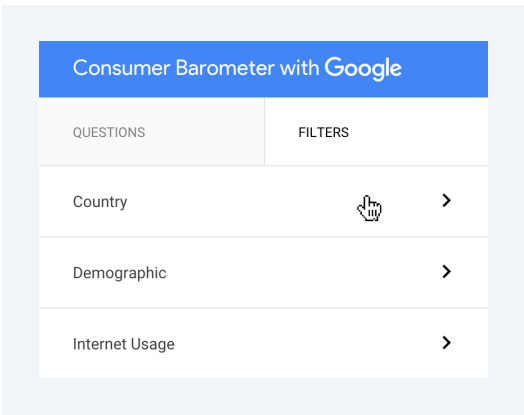 Consumer Barometer with Google
QUESTIONS
FILTERS
Country
Demographic
Internet Usage